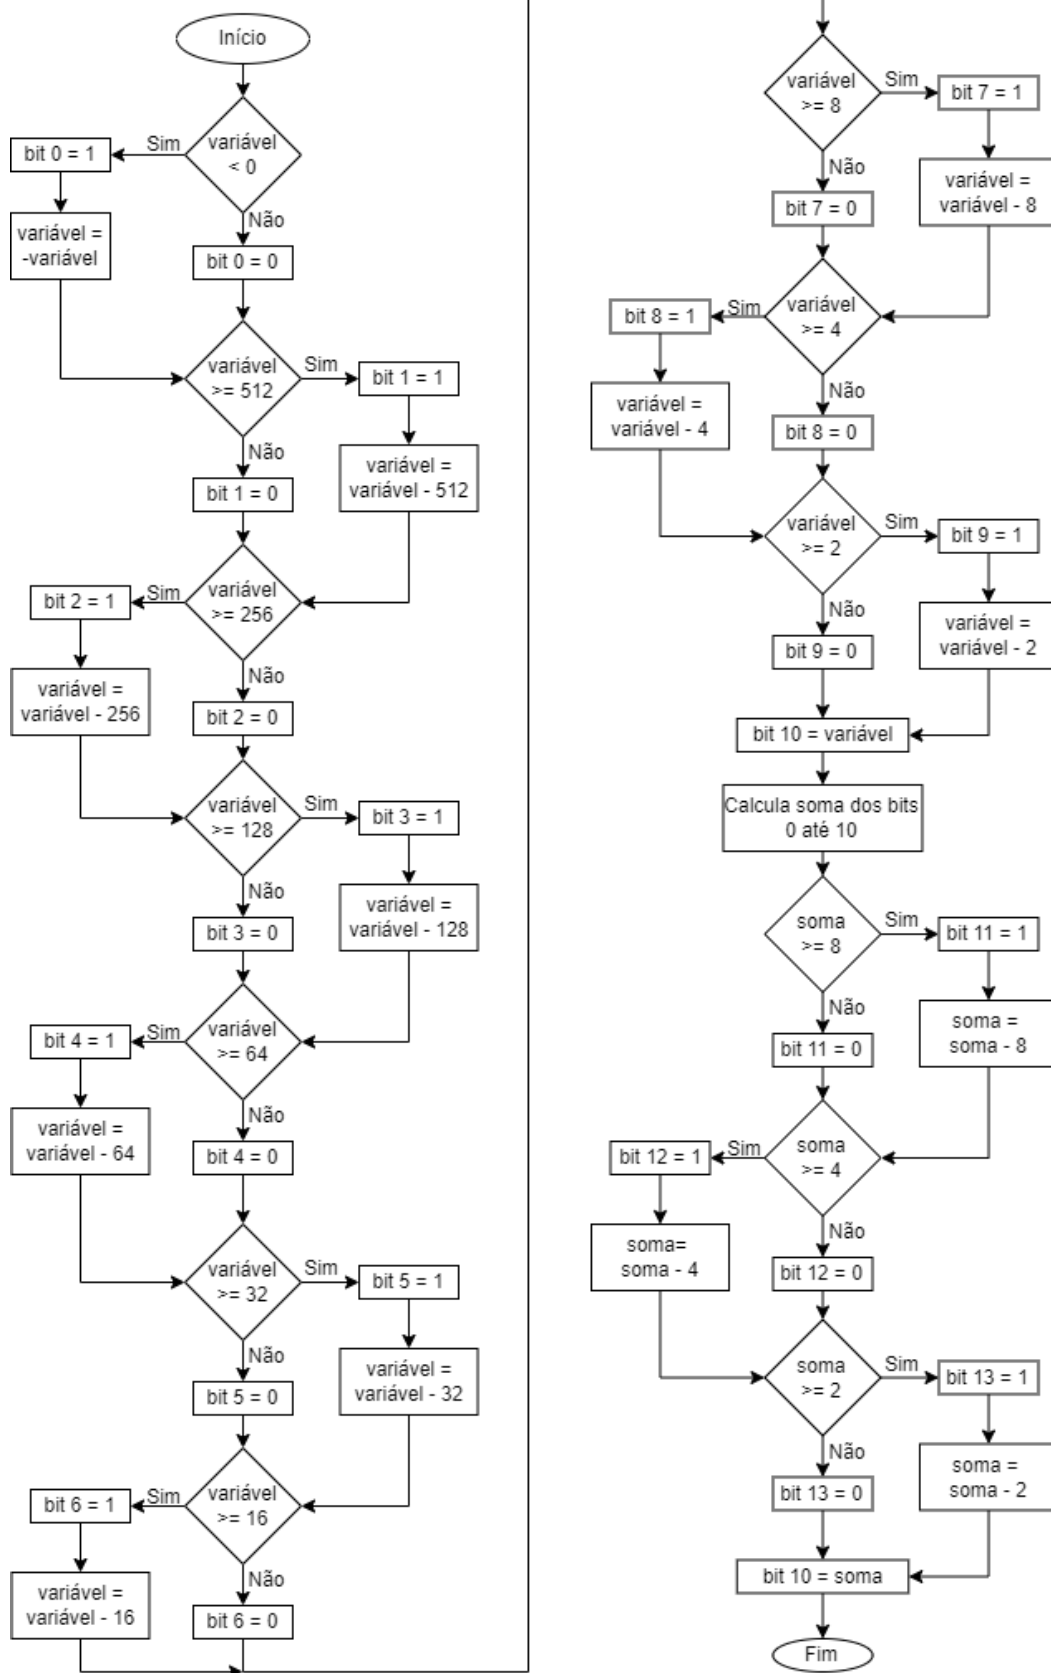 Início
variável
< 0
Sim
bit 0 = 1
variável =
-variável
Não
bit 0 = 0
variável
>= 512
Sim
bit 1 = 1
variável =
variável - 512
Não
bit 1 = 0
variável
>= 256
Sim
bit 2 = 1
variável =
variável - 256
Não
bit 2 = 0
variável
>= 128
Sim
bit 3 = 1
variável =
variável - 128
Não
bit 3 = 0
variável
>= 64
Sim
bit 4 = 1
variável =
variável - 64
Não
bit 4 = 0
variável
>= 32
Sim
bit 5 = 1
variável =
variável - 32
Não
bit 5 = 0
variável
>= 16
Sim
bit 6 = 1
variável =
variável - 16
Não
bit 6 = 0
variável
>= 8
Sim
bit 7 = 1
variável =
variável - 8
Não
bit 7 = 0
variável
>= 4
Sim
bit 8 = 1
variável =
variável - 4
Não
bit 8 = 0
variável
>= 2
Sim
bit 9 = 1
variável =
variável - 2
Não
bit 9 = 0
bit 10 = variável
Calcula soma dos bits
0 até 10
soma
>= 8
Sim
bit 11 = 1
soma =
soma - 8
Não
bit 11 = 0
soma
>= 4
Sim
bit 12 = 1
soma=
soma - 4
Não
bit 12 = 0
soma
>= 2
Sim
bit 13 = 1
soma =
soma - 2
Não
bit 13 = 0
bit 10 = soma
Fim